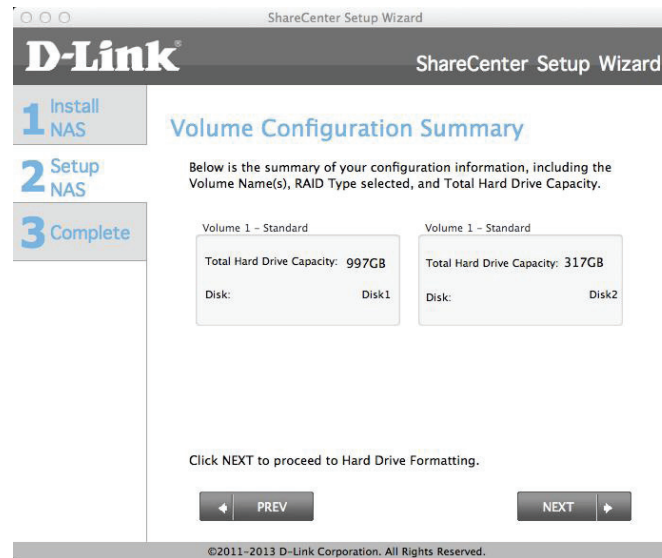 ShareCenter Setup Wizard
D-Link®
ShareCenter Setup Wizard
1 Install
NAS
2 Setup
NAS
3 Complete
Volume Configuration Summary
Below is the summary of your configuration information, including the
Volume Name(s), RAID Type selected, and Total Hard Drive Capacity.
Volume 1 – Standard
Total Hard Drive Capacity: 997GB
Disk: Disk1
Volume 1 – Standard
Total Hard Drive Capacity: 317GB
Disk: Disk2
Click NEXT to proceed to Hard Drive Formatting.
PREV
NEXT
©2011–2013 D–Link Corporation. All Rights Reserved.